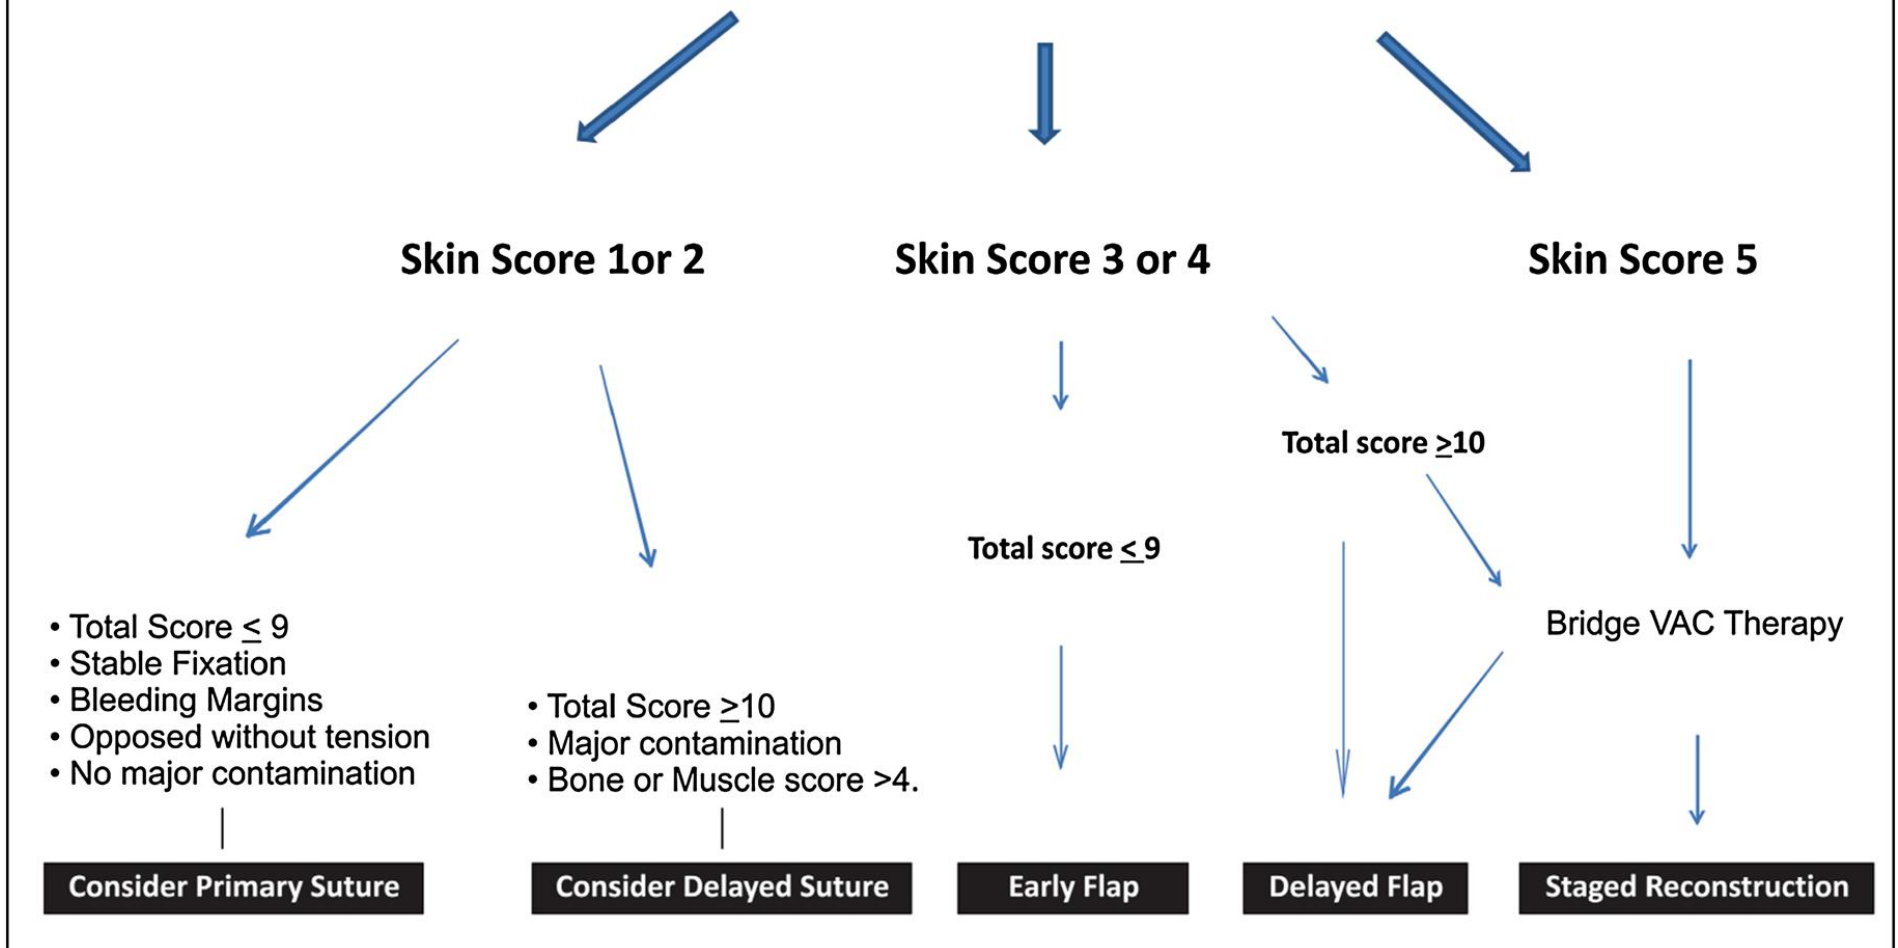 Skin Score 1or 2
Skin Score 3 or 4
Skin Score 5
Total score ≥10
Total score ≤ 9
Bridge VAC Therapy
• Total Score ≤ 9
• Stable Fixation
• Bleeding Margins
• Opposed without tension
• No major contamination
• Total Score ≥10
• Major contamination
• Bone or Muscle score >4.
Consider Primary Suture
Consider Delayed Suture
Early Flap
Delayed Flap
Staged Reconstruction